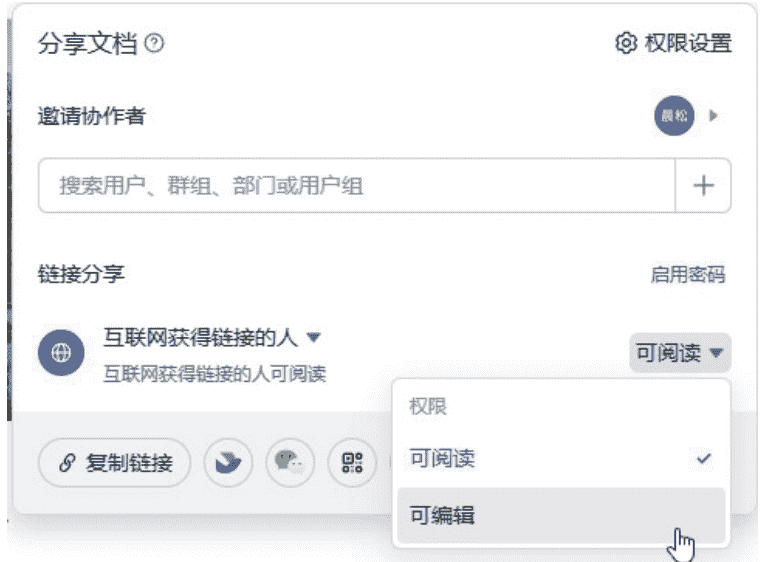 分享文档
权限设置
邀请协作者
晨松
搜索用户、群组、部门或用户组
链接分享
启用密码
互联网获得链接的人
可阅读
互联网获得链接的人可阅读
权限
复制链接
可阅读
可编辑